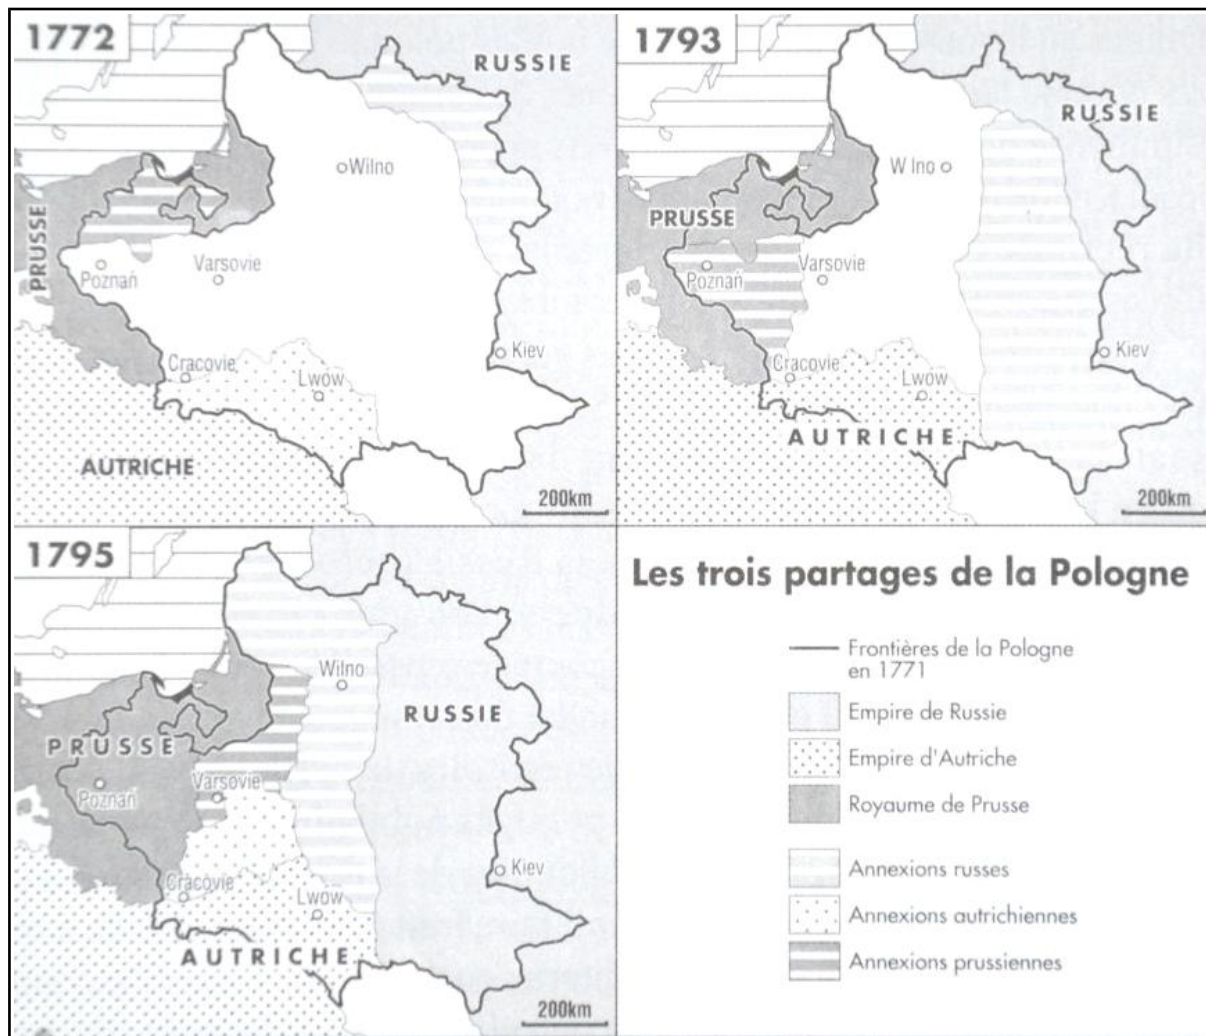 1772
RUSSIE
Wilno
PRUSSE
Poznań
Varsovie
Kiev
Cracovie
Lwow
AUTRICHE
200km
1793
RUSSIE
W lno
PRUSSE
Poznań
Varsovie
Kiev
Cracovie
Lwow
AUTRICHE
200km
1795
Wilno
RUSSIE
PRUSSE
Poznań
Varsovie
Kiev
Cracovie
Lwow
AUTRICHE
200km
Les trois partages de la Pologne
Frontières de la Pologne
en 1771
Empire de Russie
Empire d'Autriche
Royaume de Prusse
Annexions russes
Annexions autrichiennes
Annexions prussiennes